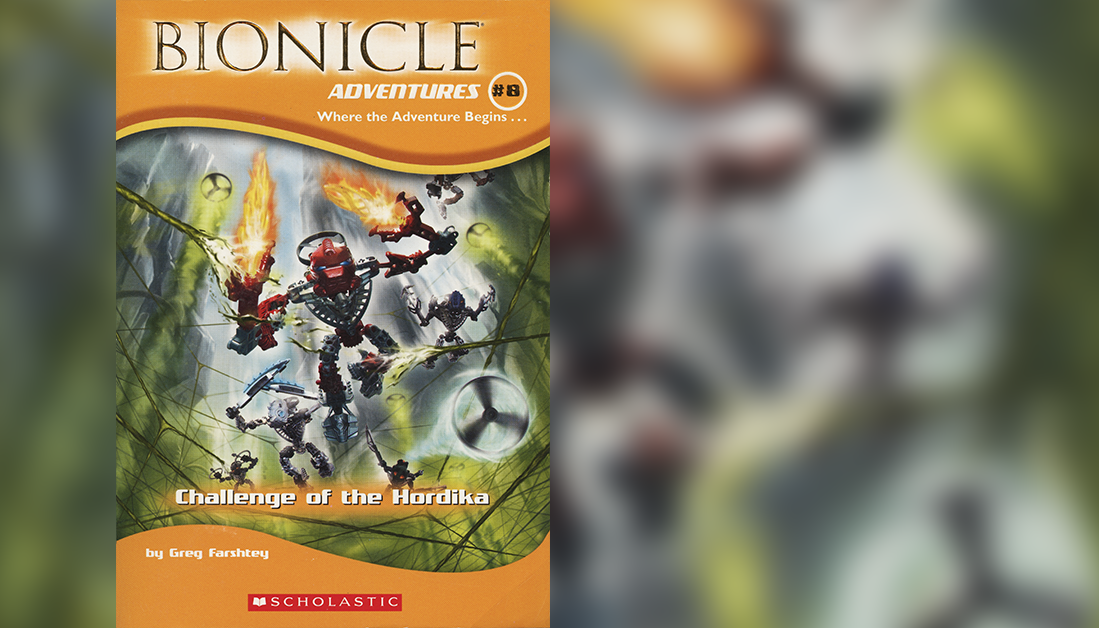 BIONICLE®
ADVENTURES #8
Where the Adventure Begins...
Challenge of the Hordika
by Greg Farshtey
SCHOLASTIC